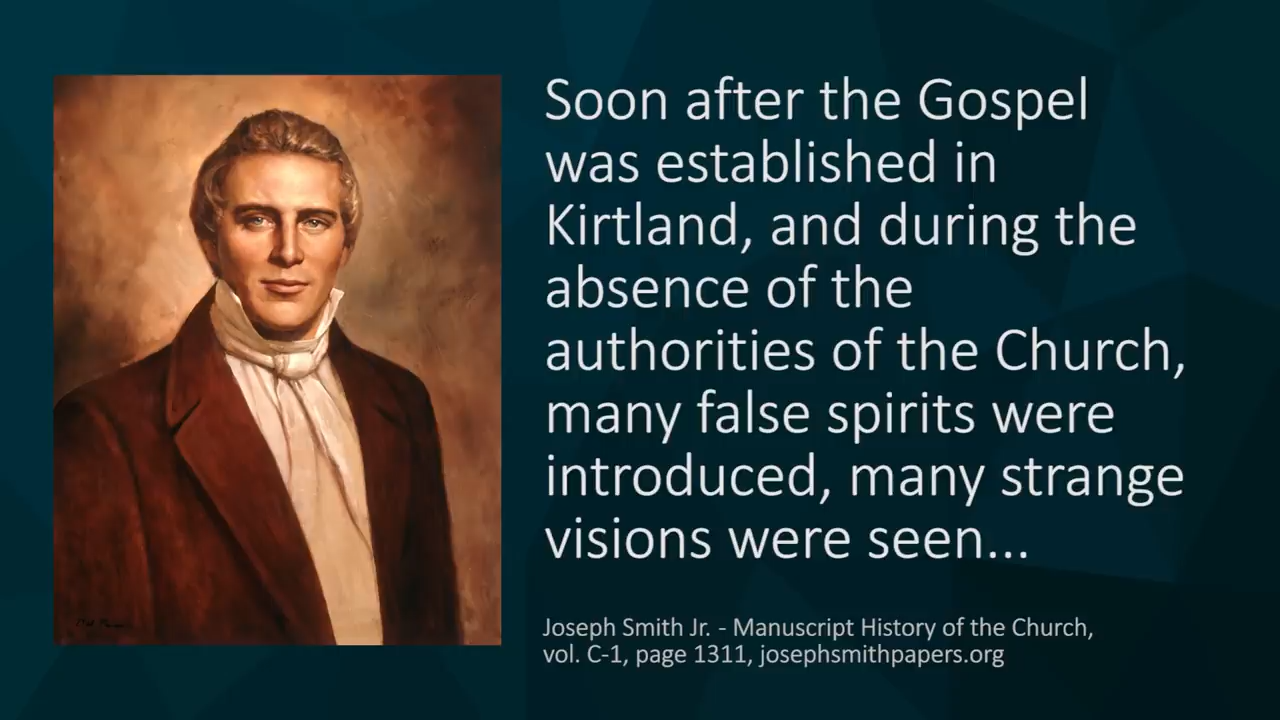 Soon after the Gospel
was established in
Kirtland, and during the
absence of the
authorities of the Church,
many false spirits were
introduced, many strange
visions were seen...
Joseph Smith Jr. - Manuscript History of the Church,
vol. C-1, page 1311, josephsmithpapers.org